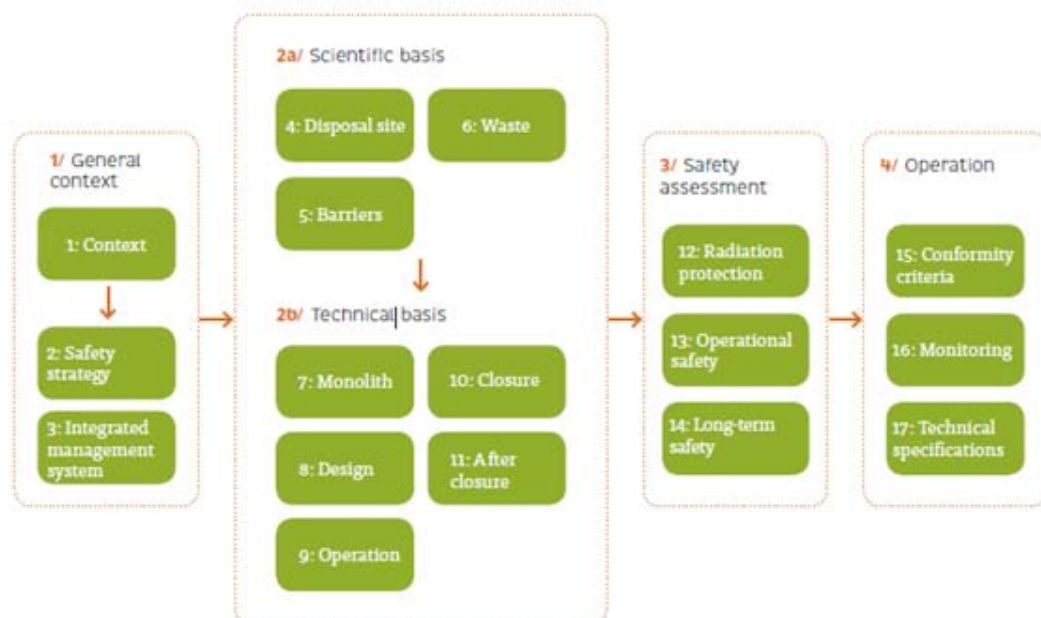 1/ General
context
1: Context
2: Safety
strategy
3: Integrated
management
system
2a/ Scientific basis
4: Disposal site
6: Waste
5: Barriers
2b/ Technical basis
7: Monolith
10: Closure
8: Design
11: After
closure
9: Operation
3/ Safety
assessment
12: Radiation
protection
13: Operational
safety
14: Long-term
safety
4/ Operation
15: Conformity
criteria
16: Monitoring
17: Technical
specifications